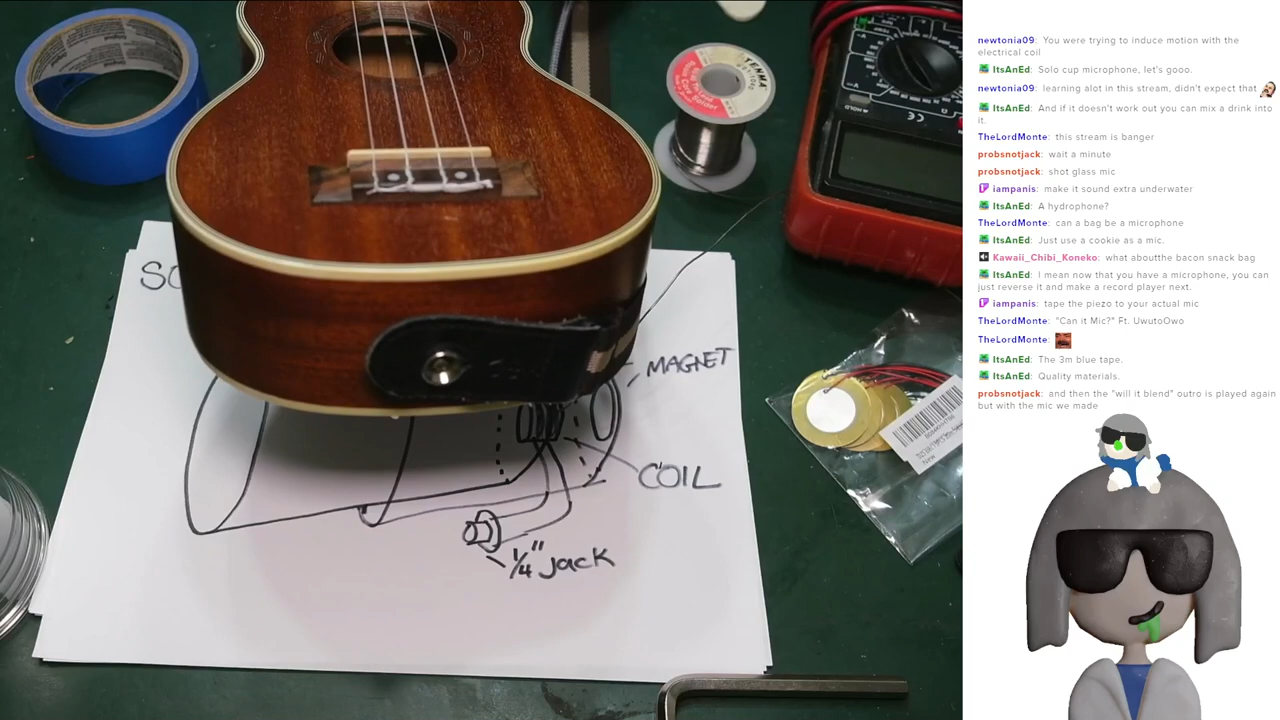 newtonia09: You were trying to induce motion with the
electrical coil
ItsAnEd: Solo cup microphone, let's gooo.
newtonia09: learning alot in this stream, didn't expect that
ItsAnEd: And if it doesn't work out you can mix a drink into
it.
TheLordMonte: this stream is banger
probsnotjack: wait a minute
probsnotjack: shot glass mic
iampanis: make it sound extra underwater
ItsAnEd: A hydrophone?
TheLordMonte: can a bag be a microphone
ItsAnEd: Just use a cookie as a mic.
Kawaii_Chibi_Koneko: what aboutthe bacon snack bag
ItsAnEd: I mean now that you have a microphone, you can
just reverse it and make a record player next.
iampanis: tape the piezo to your actual mic
TheLordMonte: "Can it Mic?" Ft. UwutoOwo
TheLordMonte:
ItsAnEd: The 3m blue tape.
ItsAnEd: Quality materials.
probsnotjack: and then the "will it blend" outro is played again
but with the mic we made
TENMA
HOLD
CE
SO
MAGNET
COIL
1/4" Jack